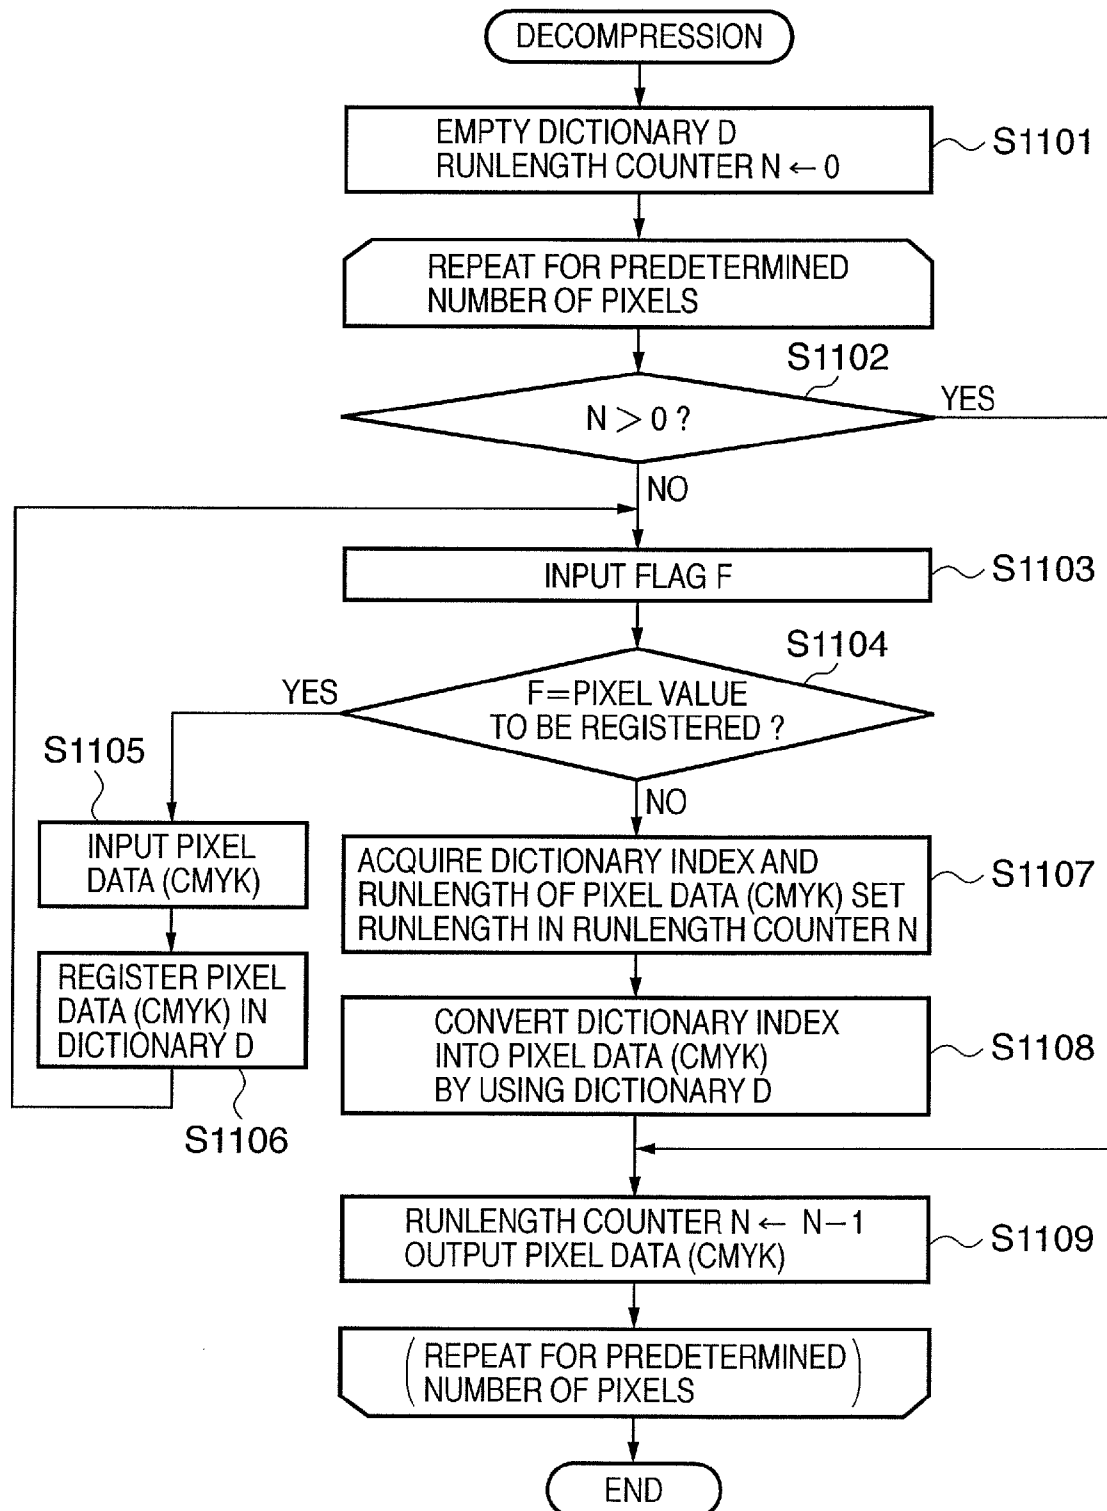 DECOMPRESSION
EMPTY DICTIONARY D
RUNLENGTH COUNTER N ← 0
S1101
REPEAT FOR PREDETERMINED
NUMBER OF PIXELS
S1102
N > 0 ?
YES
NO
INPUT FLAG F
S1103
S1104
F=PIXEL VALUE
TO BE REGISTERED ?
YES
NO
S1105
INPUT PIXEL
DATA (CMYK)
REGISTER PIXEL
DATA (CMYK) IN
DICTIONARY D
S1106
ACQUIRE DICTIONARY INDEX AND
RUNLENGTH OF PIXEL DATA (CMYK) SET
RUNLENGTH IN RUNLENGTH COUNTER N
S1107
CONVERT DICTIONARY INDEX
INTO PIXEL DATA (CMYK)
BY USING DICTIONARY D
S1108
RUNLENGTH COUNTER N ← N−1
OUTPUT PIXEL DATA (CMYK)
S1109
(REPEAT FOR PREDETERMINED
NUMBER OF PIXELS)
END